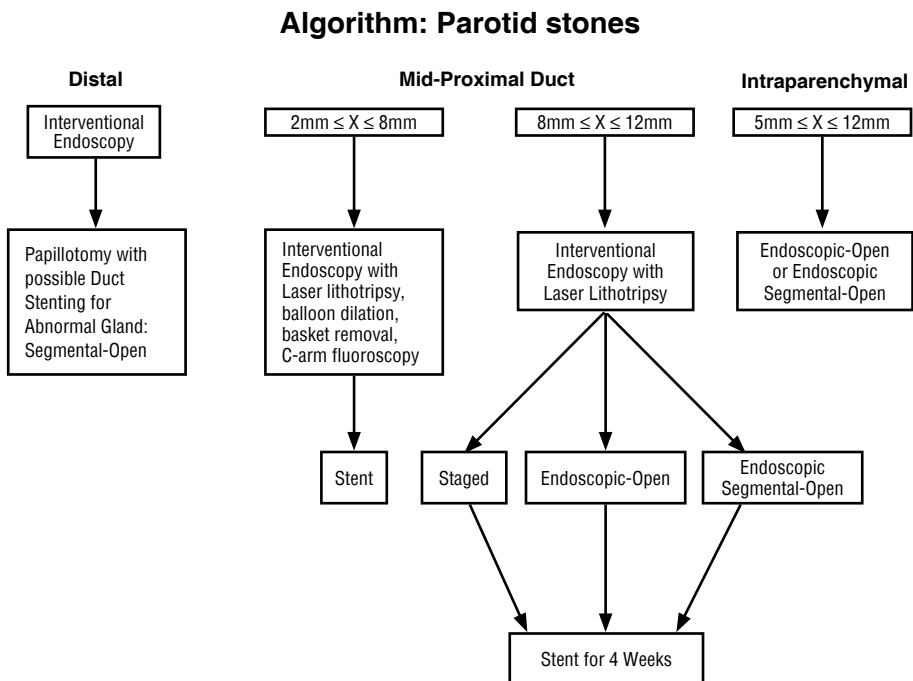 Algorithm: Parotid stones
Distal
Mid-Proximal Duct
Intraparenchymal
Interventional
Endoscopy
2mm ≤ X ≤ 8mm
8mm ≤ X ≤ 12mm
5mm ≤ X ≤ 12mm
Papillotomy with
possible Duct
Stenting for
Abnormal Gland:
Segmental-Open
Interventional
Endoscopy with
Laser lithotripsy,
balloon dilation,
basket removal,
C-arm fluoroscopy
Interventional
Endoscopy with
Laser Lithotripsy
Endoscopic-Open
or Endoscopic
Segmental-Open
Stent
Staged
Endoscopic-Open
Endoscopic
Segmental-Open
Stent for 4 Weeks